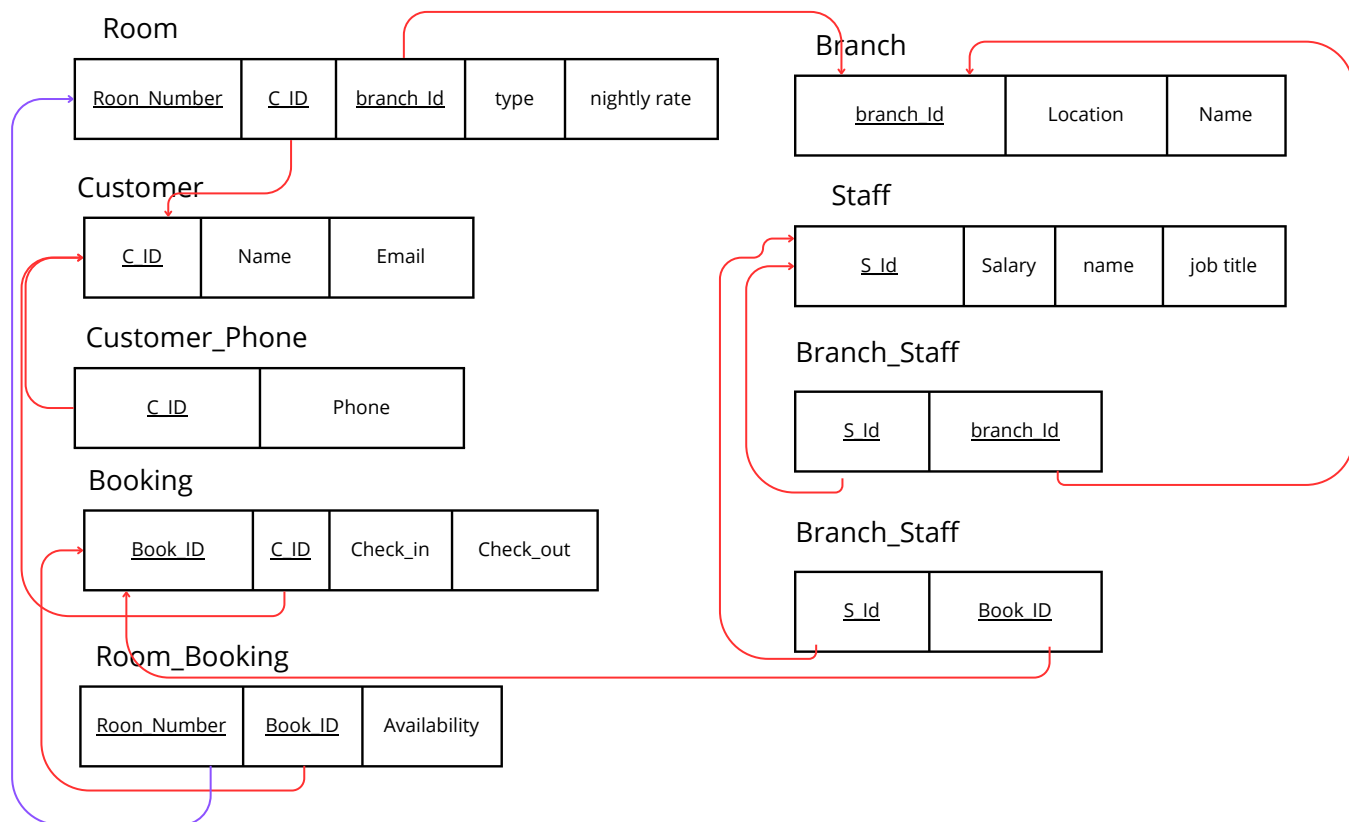 Room
Roon_Number C_ID branch_Id type nightly rate
Customer
C_ID Name Email
Customer_Phone
C_ID Phone
Booking
Book_ID C_ID Check_in Check_out
Room_Booking
Roon_Number Book_ID Availability
Branch
branch_Id Location Name
Staff
S_Id Salary name job title
Branch_Staff
S_Id branch_Id
Branch_Staff
S_Id Book_ID